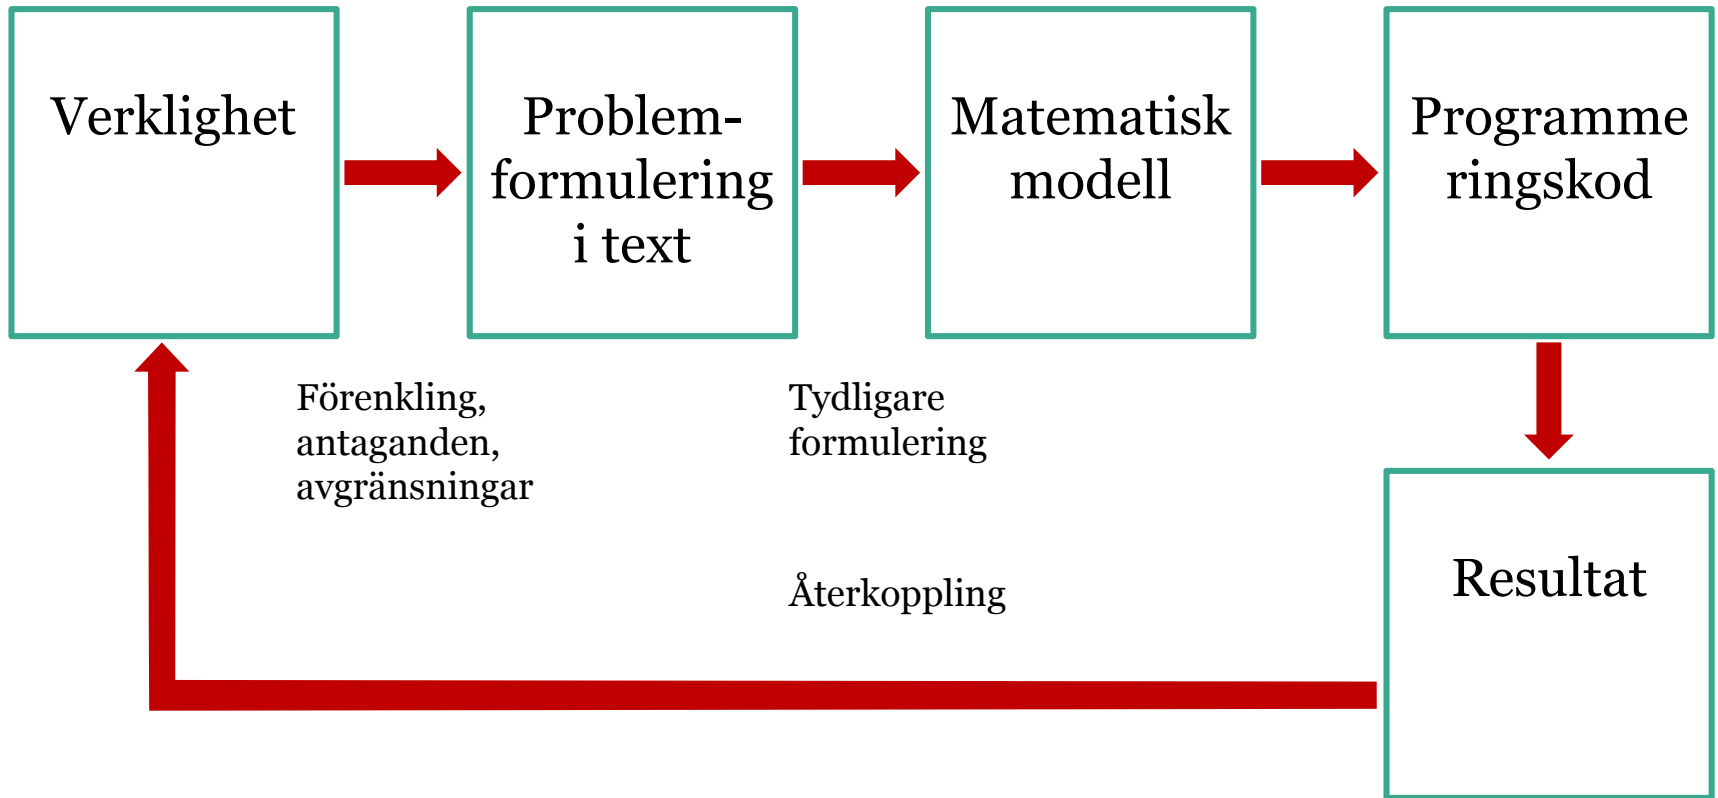 Verklighet
Problem-
formulering
i text
Matematisk
modell
Programme
ringskod
Förenkling,
antaganden,
avgränsningar
Tydligare
formulering
Återkoppling
Resultat